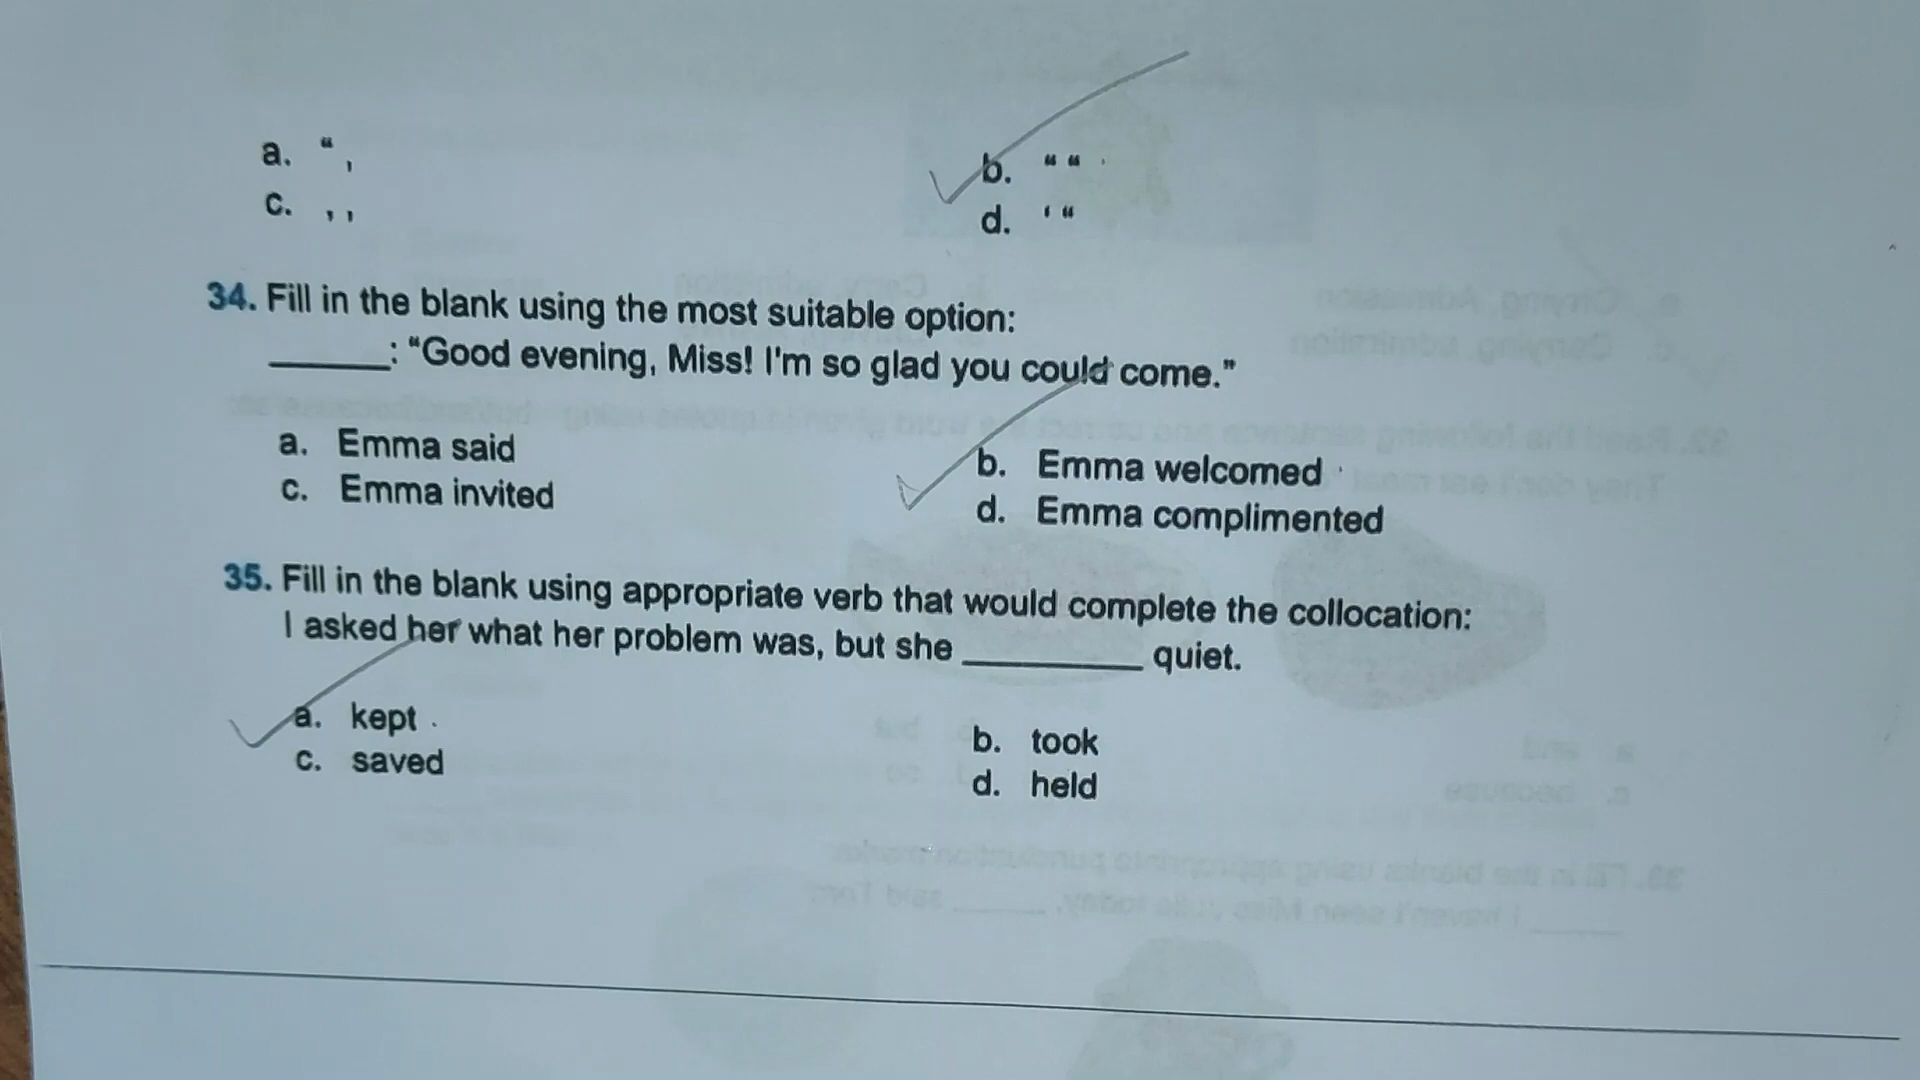 a. “ ,
b. “ “
c. , ,
d. ‘ “
34. Fill in the blank using the most suitable option:
______: “Good evening, Miss! I'm so glad you could come.”
a. Emma said
b. Emma welcomed
c. Emma invited
d. Emma complimented
35. Fill in the blank using appropriate verb that would complete the collocation:
I asked her what her problem was, but she _________ quiet.
a. kept
b. took
c. saved
d. held